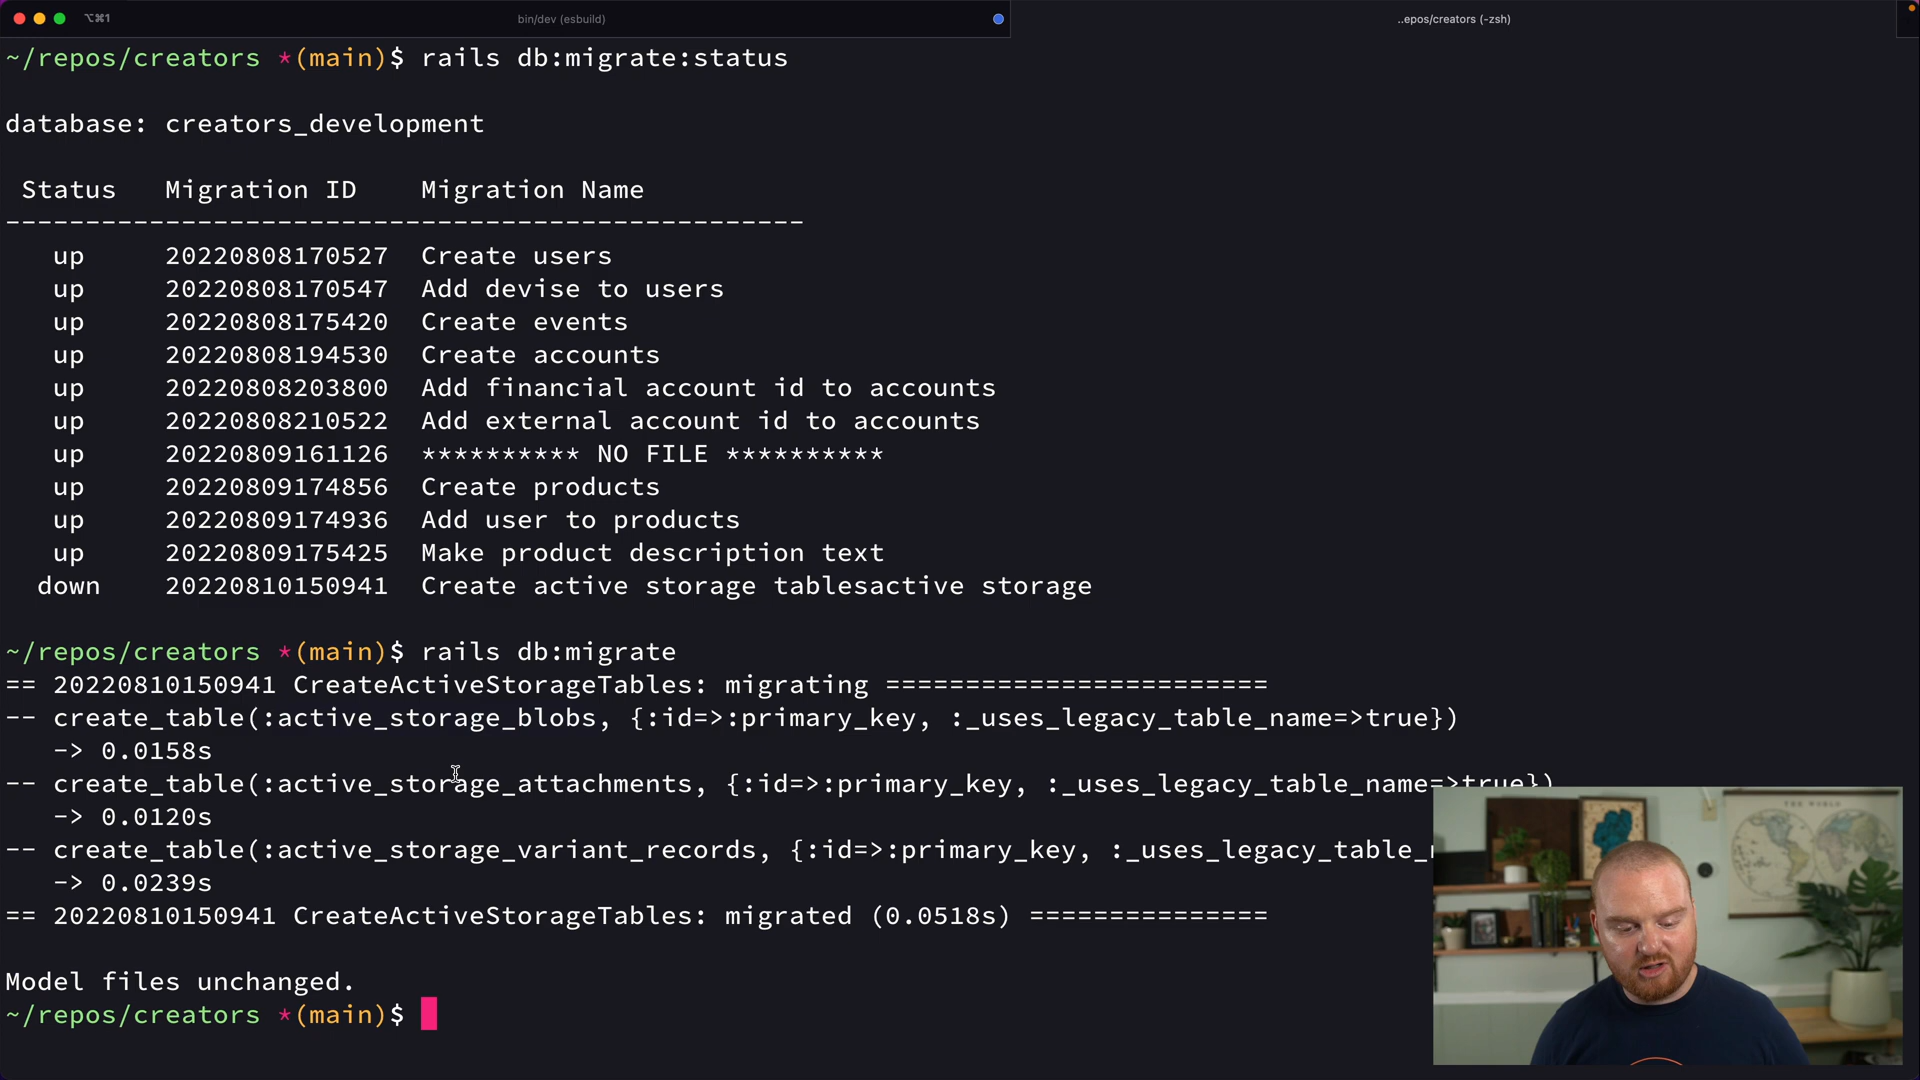 ⌥⌘1
bin/dev (esbuild)
..epos/creators (-zsh)
~/repos/creators *(main)$ rails db:migrate:status
database: creators_development
Status Migration ID Migration Name
--------------------------------------------------
up 20220808170527 Create users
up 20220808170547 Add devise to users
up 20220808175420 Create events
up 20220808194530 Create accounts
up 20220808203800 Add financial account id to accounts
up 20220808210522 Add external account id to accounts
up 20220809161126 ********** NO FILE **********
up 20220809174856 Create products
up 20220809174936 Add user to products
up 20220809175425 Make product description text
down 20220810150941 Create active storage tablesactive storage
~/repos/creators *(main)$ rails db:migrate
== 20220810150941 CreateActiveStorageTables: migrating ========================
-- create_table(:active_storage_blobs, {:id=>:primary_key, :_uses_legacy_table_name=>true})
-> 0.0158s
-- create_table(:active_storage_attachments, {:id=>:primary_key, :_uses_legacy_table_name=>true})
-> 0.0120s
-- create_table(:active_storage_variant_records, {:id=>:primary_key, :_uses_legacy_table_
-> 0.0239s
== 20220810150941 CreateActiveStorageTables: migrated (0.0518s) ===============
Model files unchanged.
~/repos/creators *(main)$
THE WORLD